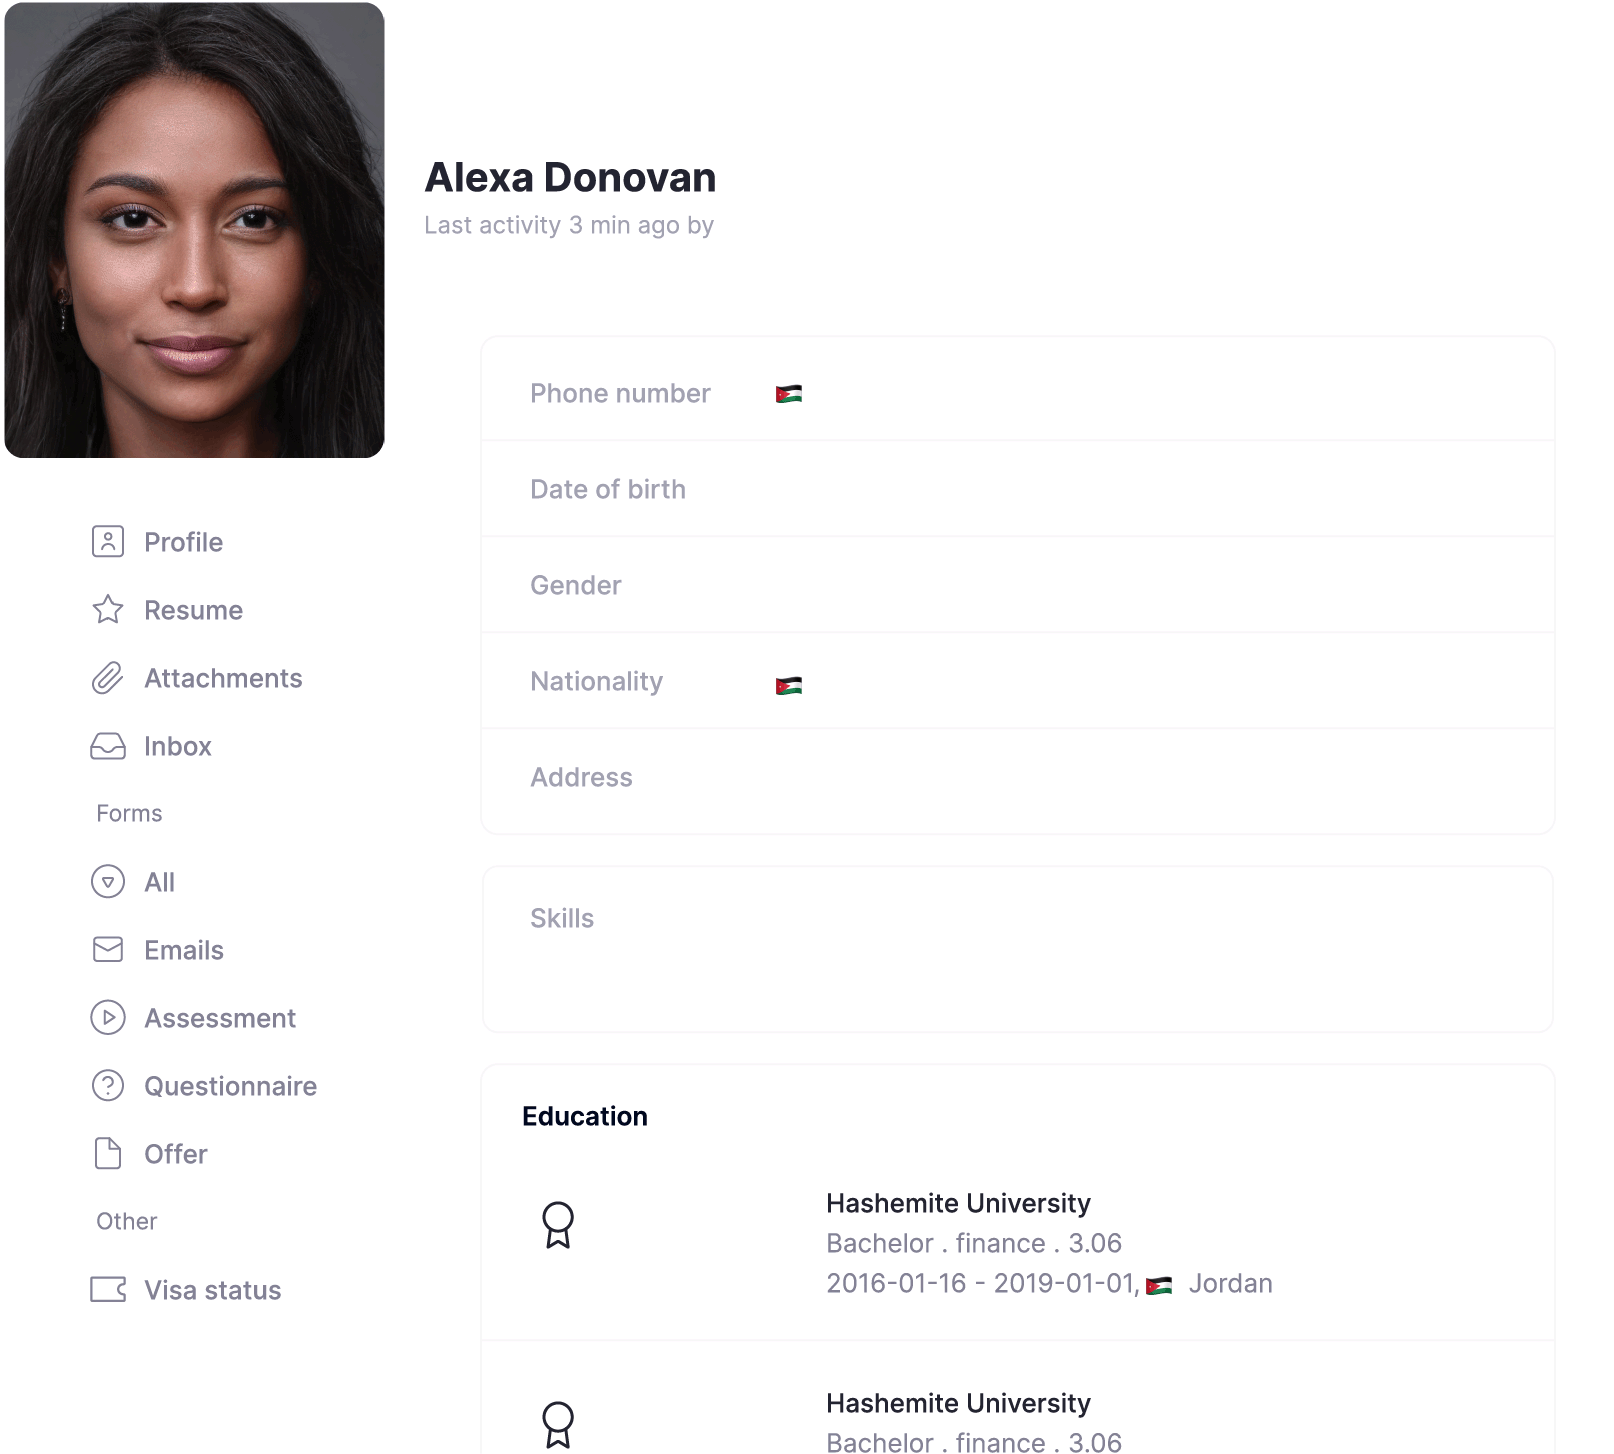 Alexa Donovan
Last activity 3 min ago by
Phone number
Date of birth
Gender
Nationality
Address
Profile
Resume
Attachments
Inbox
Forms
All
Emails
Assessment
Questionnaire
Offer
Other
Visa status
Skills
Education
Hashemite University
Bachelor . finance . 3.06
2016-01-16 - 2019-01-01, Jordan
Hashemite University
Bachelor . finance . 3.06